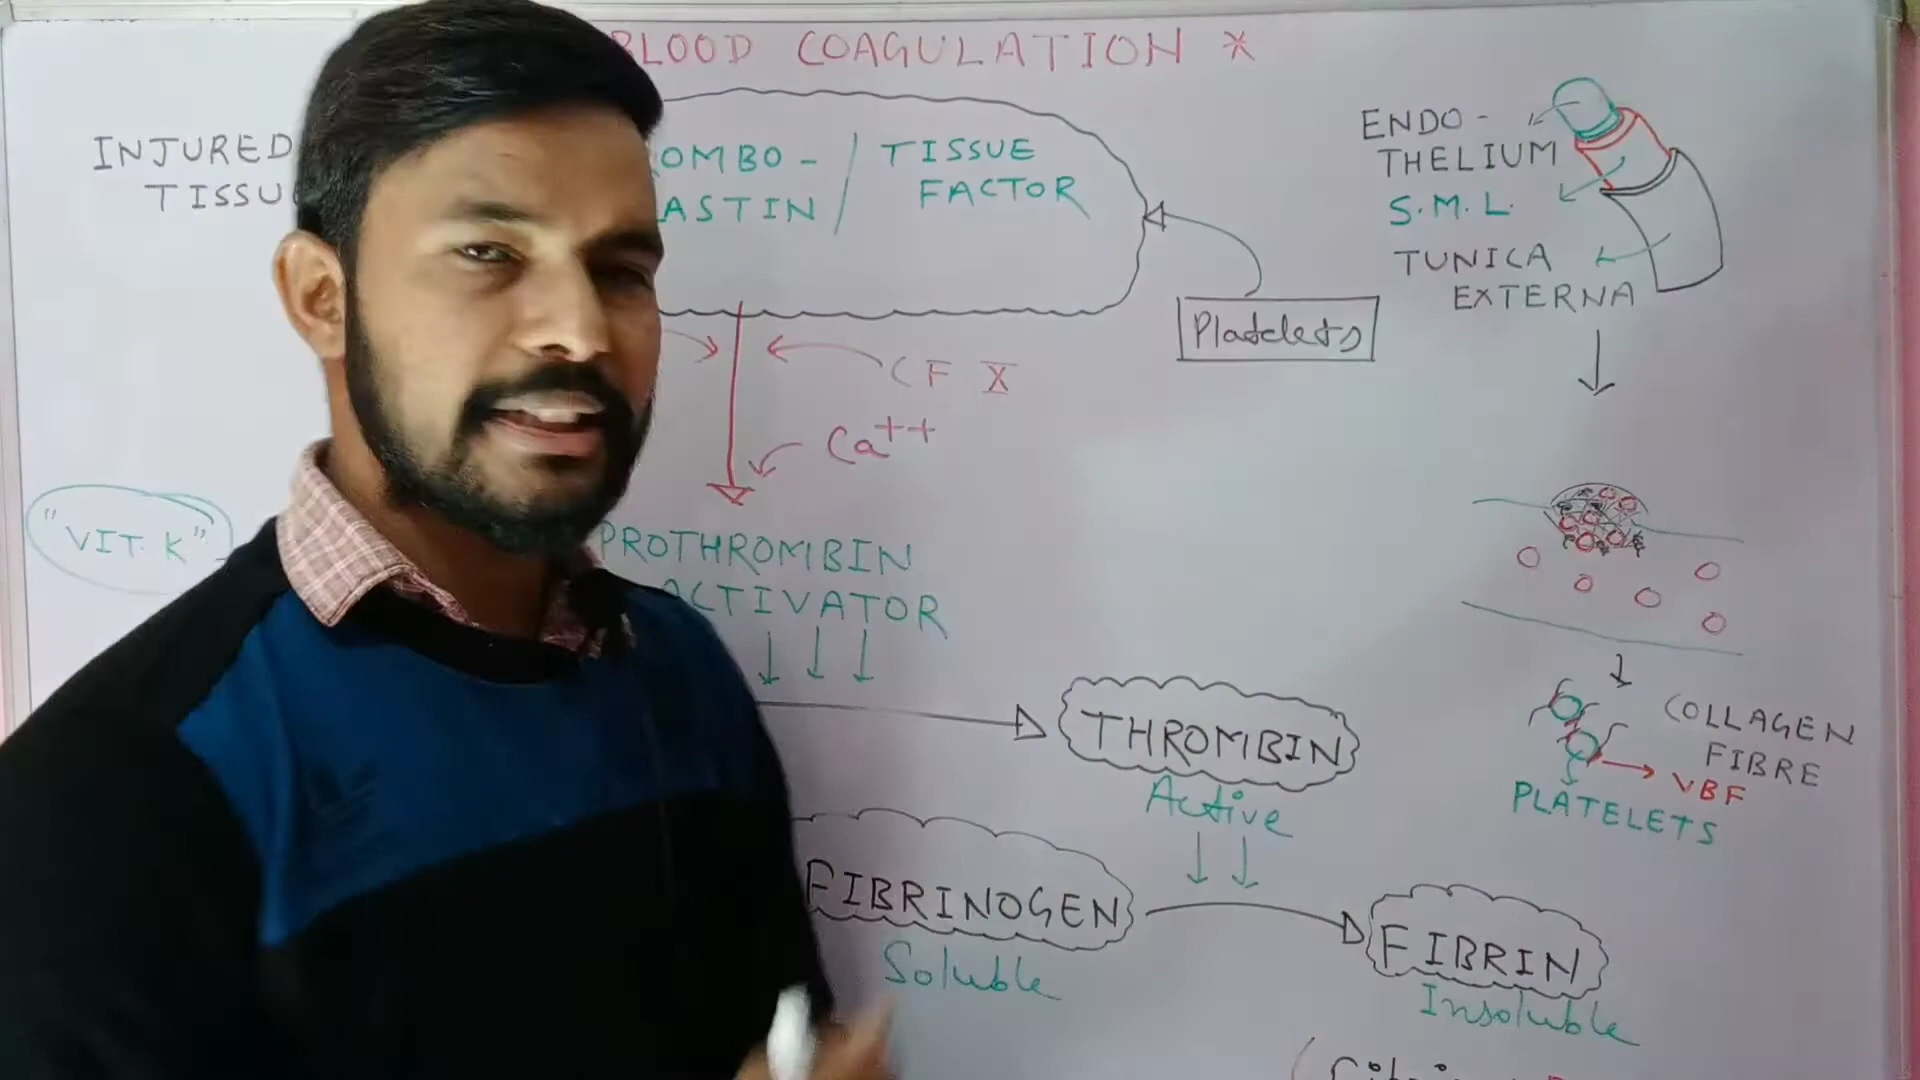 BLOOD COAGULATION *
INJURED
TISSUE
OMBO - / TISSUE
ASTIN FACTOR
Platelets
CF X
Ca++
"VIT. K"
PROTHROMBIN
ACTIVATOR
THROMBIN
Active
FIBRINOGEN
Soluble
FIBRIN
Insoluble
ENDO -
THELIUM
S.M.L.
TUNICA
EXTERNA
COLLAGEN
FIBRE
VBF
PLATELETS